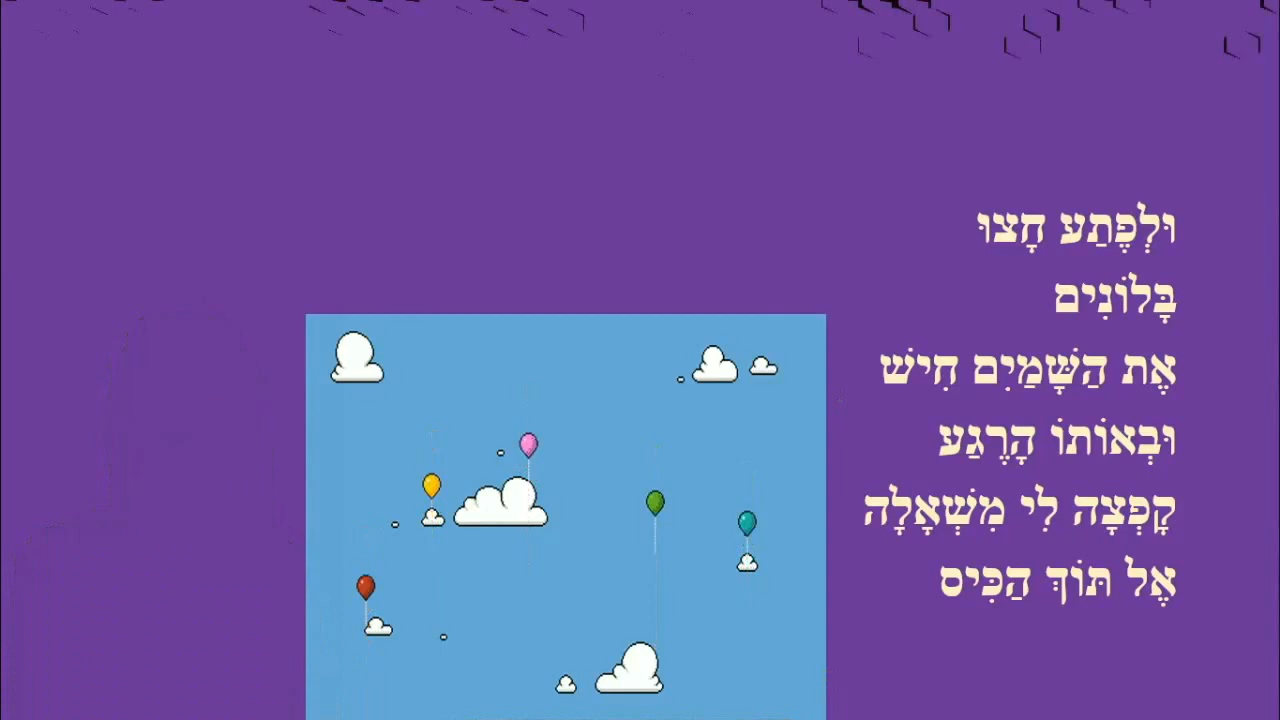 וּלְפֶתַע חָצוּ
בָּלוֹנִים
אֶת הַשָּׁמַיִם חִישׁ
וּבְאוֹתוֹ הָרֶגַע
קָפְצָה לִי מִשְׁאָלָה
אֶל תּוֹךְ הַכִּיס